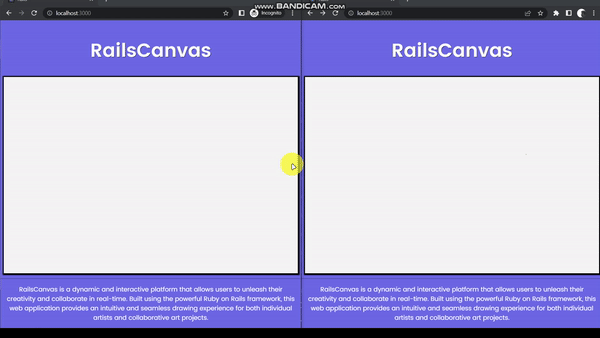 www.BANDICAM.com
localhost:3000
Incognito
localhost:3000
RailsCanvas
RailsCanvas
RailsCanvas is a dynamic and interactive platform that allows users to unleash their
creativity and collaborate in real-time. Built using the powerful Ruby on Rails framework, this
web application provides an intuitive and seamless drawing experience for both individual
artists and collaborative art projects.
RailsCanvas is a dynamic and interactive platform that allows users to unleash their
creativity and collaborate in real-time. Built using the powerful Ruby on Rails framework, this
web application provides an intuitive and seamless drawing experience for both individual
artists and collaborative art projects.